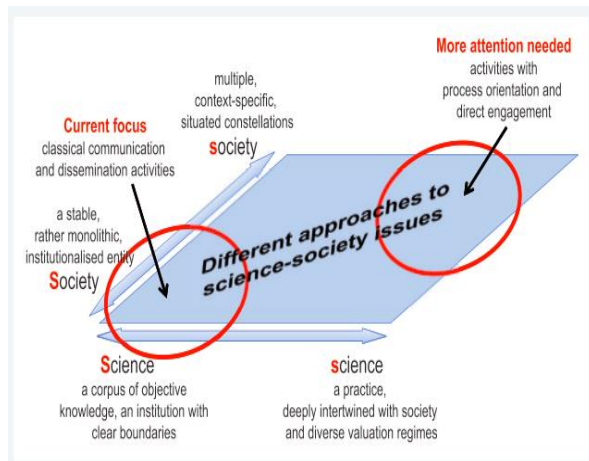 More attention needed
activities with
process orientation and
direct engagement
multiple,
context-specific,
situated constellations
society
Current focus
classical communication
and dissemination activities
a stable,
rather monolithic,
institutionalised entity
Society
Different approaches to
science-society issues
Science
a corpus of objective
knowledge, an institution with
clear boundaries
science
a practice,
deeply intertwined with society
and diverse valuation regimes